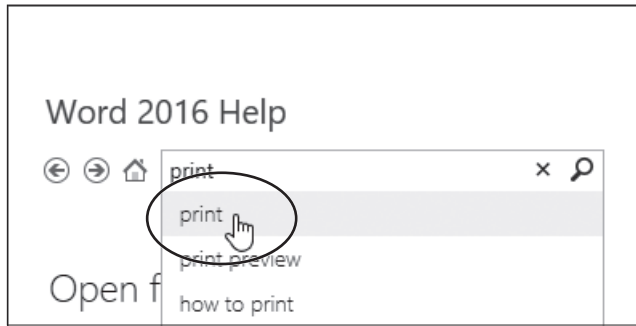 Word 2016 Help
print
print
print preview
Open f
how to print